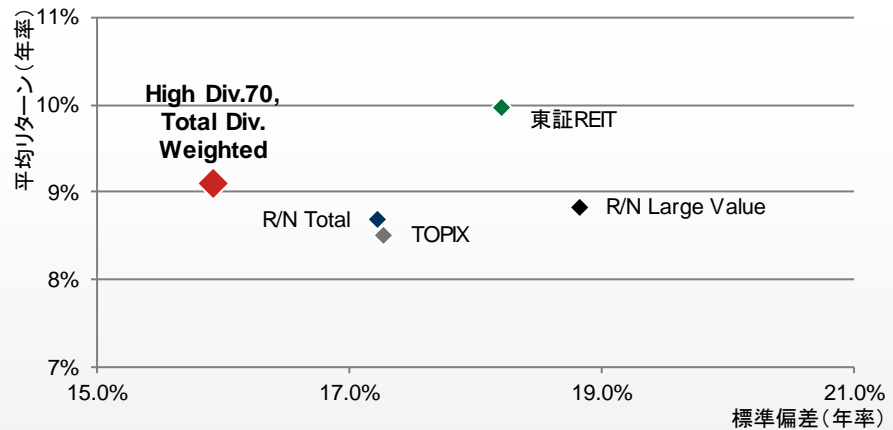 平均リターン(年率)
11%
10%
9%
8%
7%
High Div.70,
Total Div.
Weighted
東証REIT
R/N Large Value
R/N Total
TOPIX
15.0%
17.0%
19.0%
21.0%
標準偏差(年率)